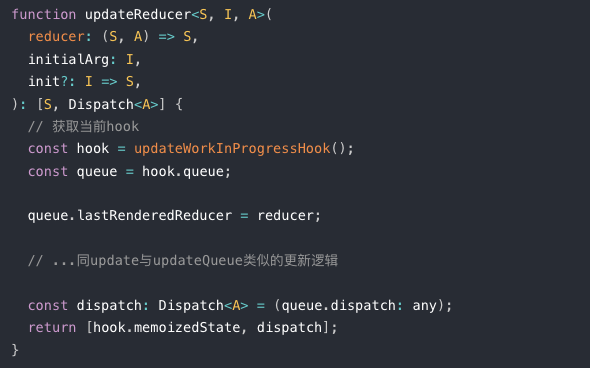 function updateReducer<S, I, A>(
  reducer: (S, A) => S,
  initialArg: I,
  init?: I => S,
): [S, Dispatch<A>] {
  // 获取当前hook
  const hook = updateWorkInProgressHook();
  const queue = hook.queue;

  queue.lastRenderedReducer = reducer;

  // ...同update与updateQueue类似的更新逻辑

  const dispatch: Dispatch<A> = (queue.dispatch: any);
  return [hook.memoizedState, dispatch];
}